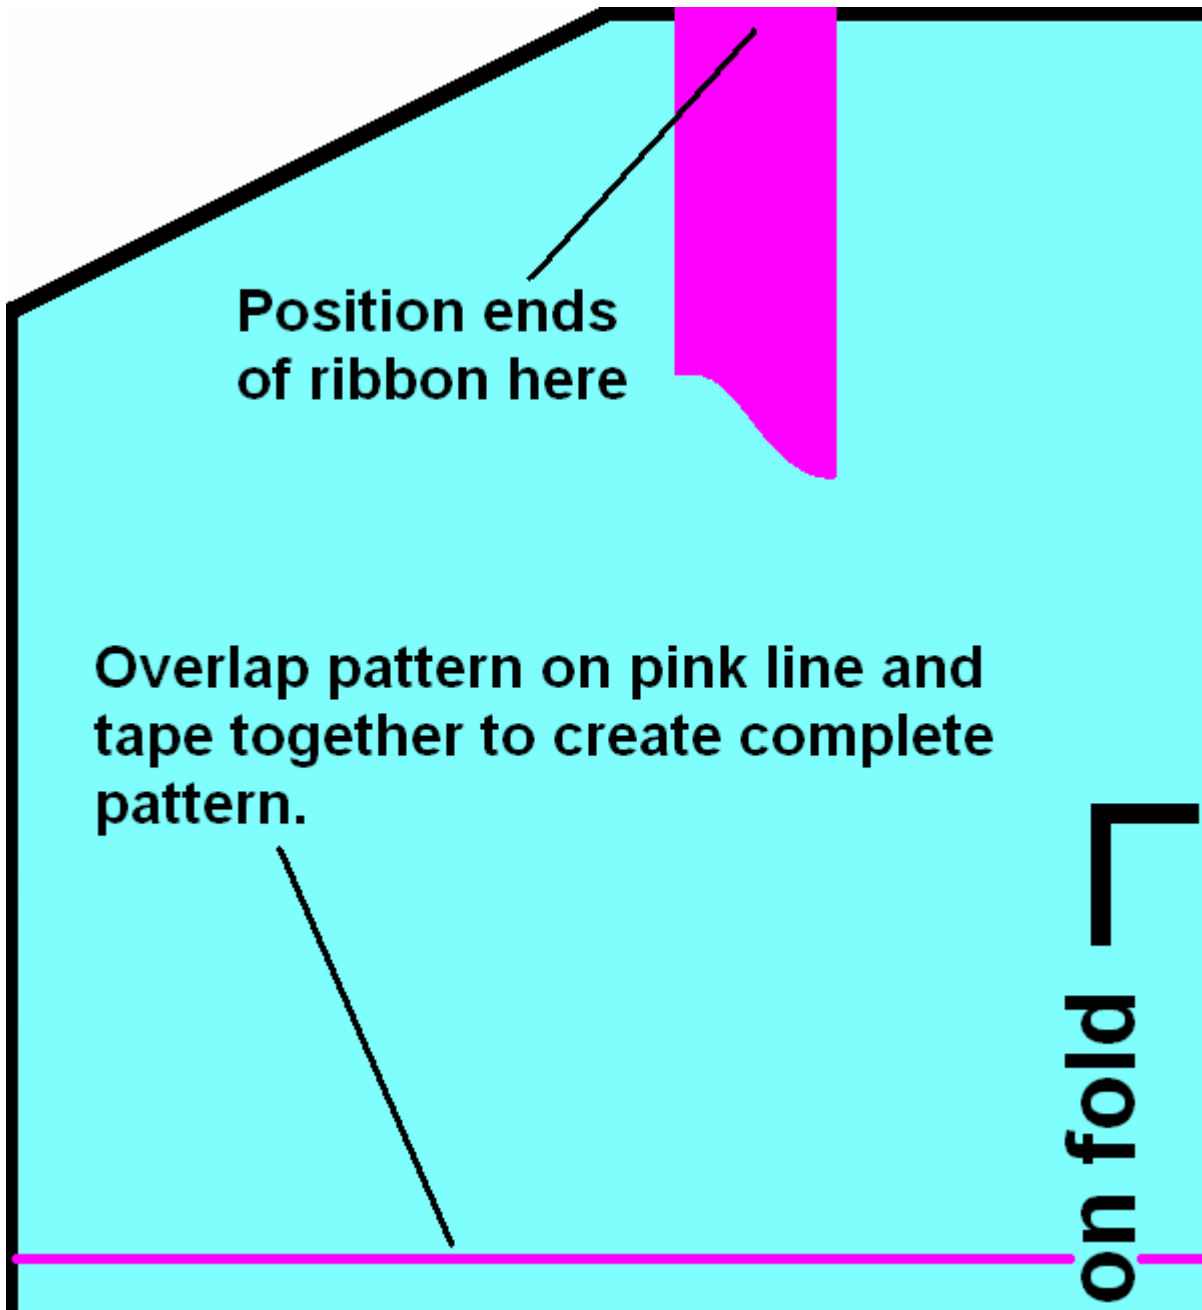 Position ends
of ribbon here
Overlap pattern on pink line and
tape together to create complete
pattern.
on fold